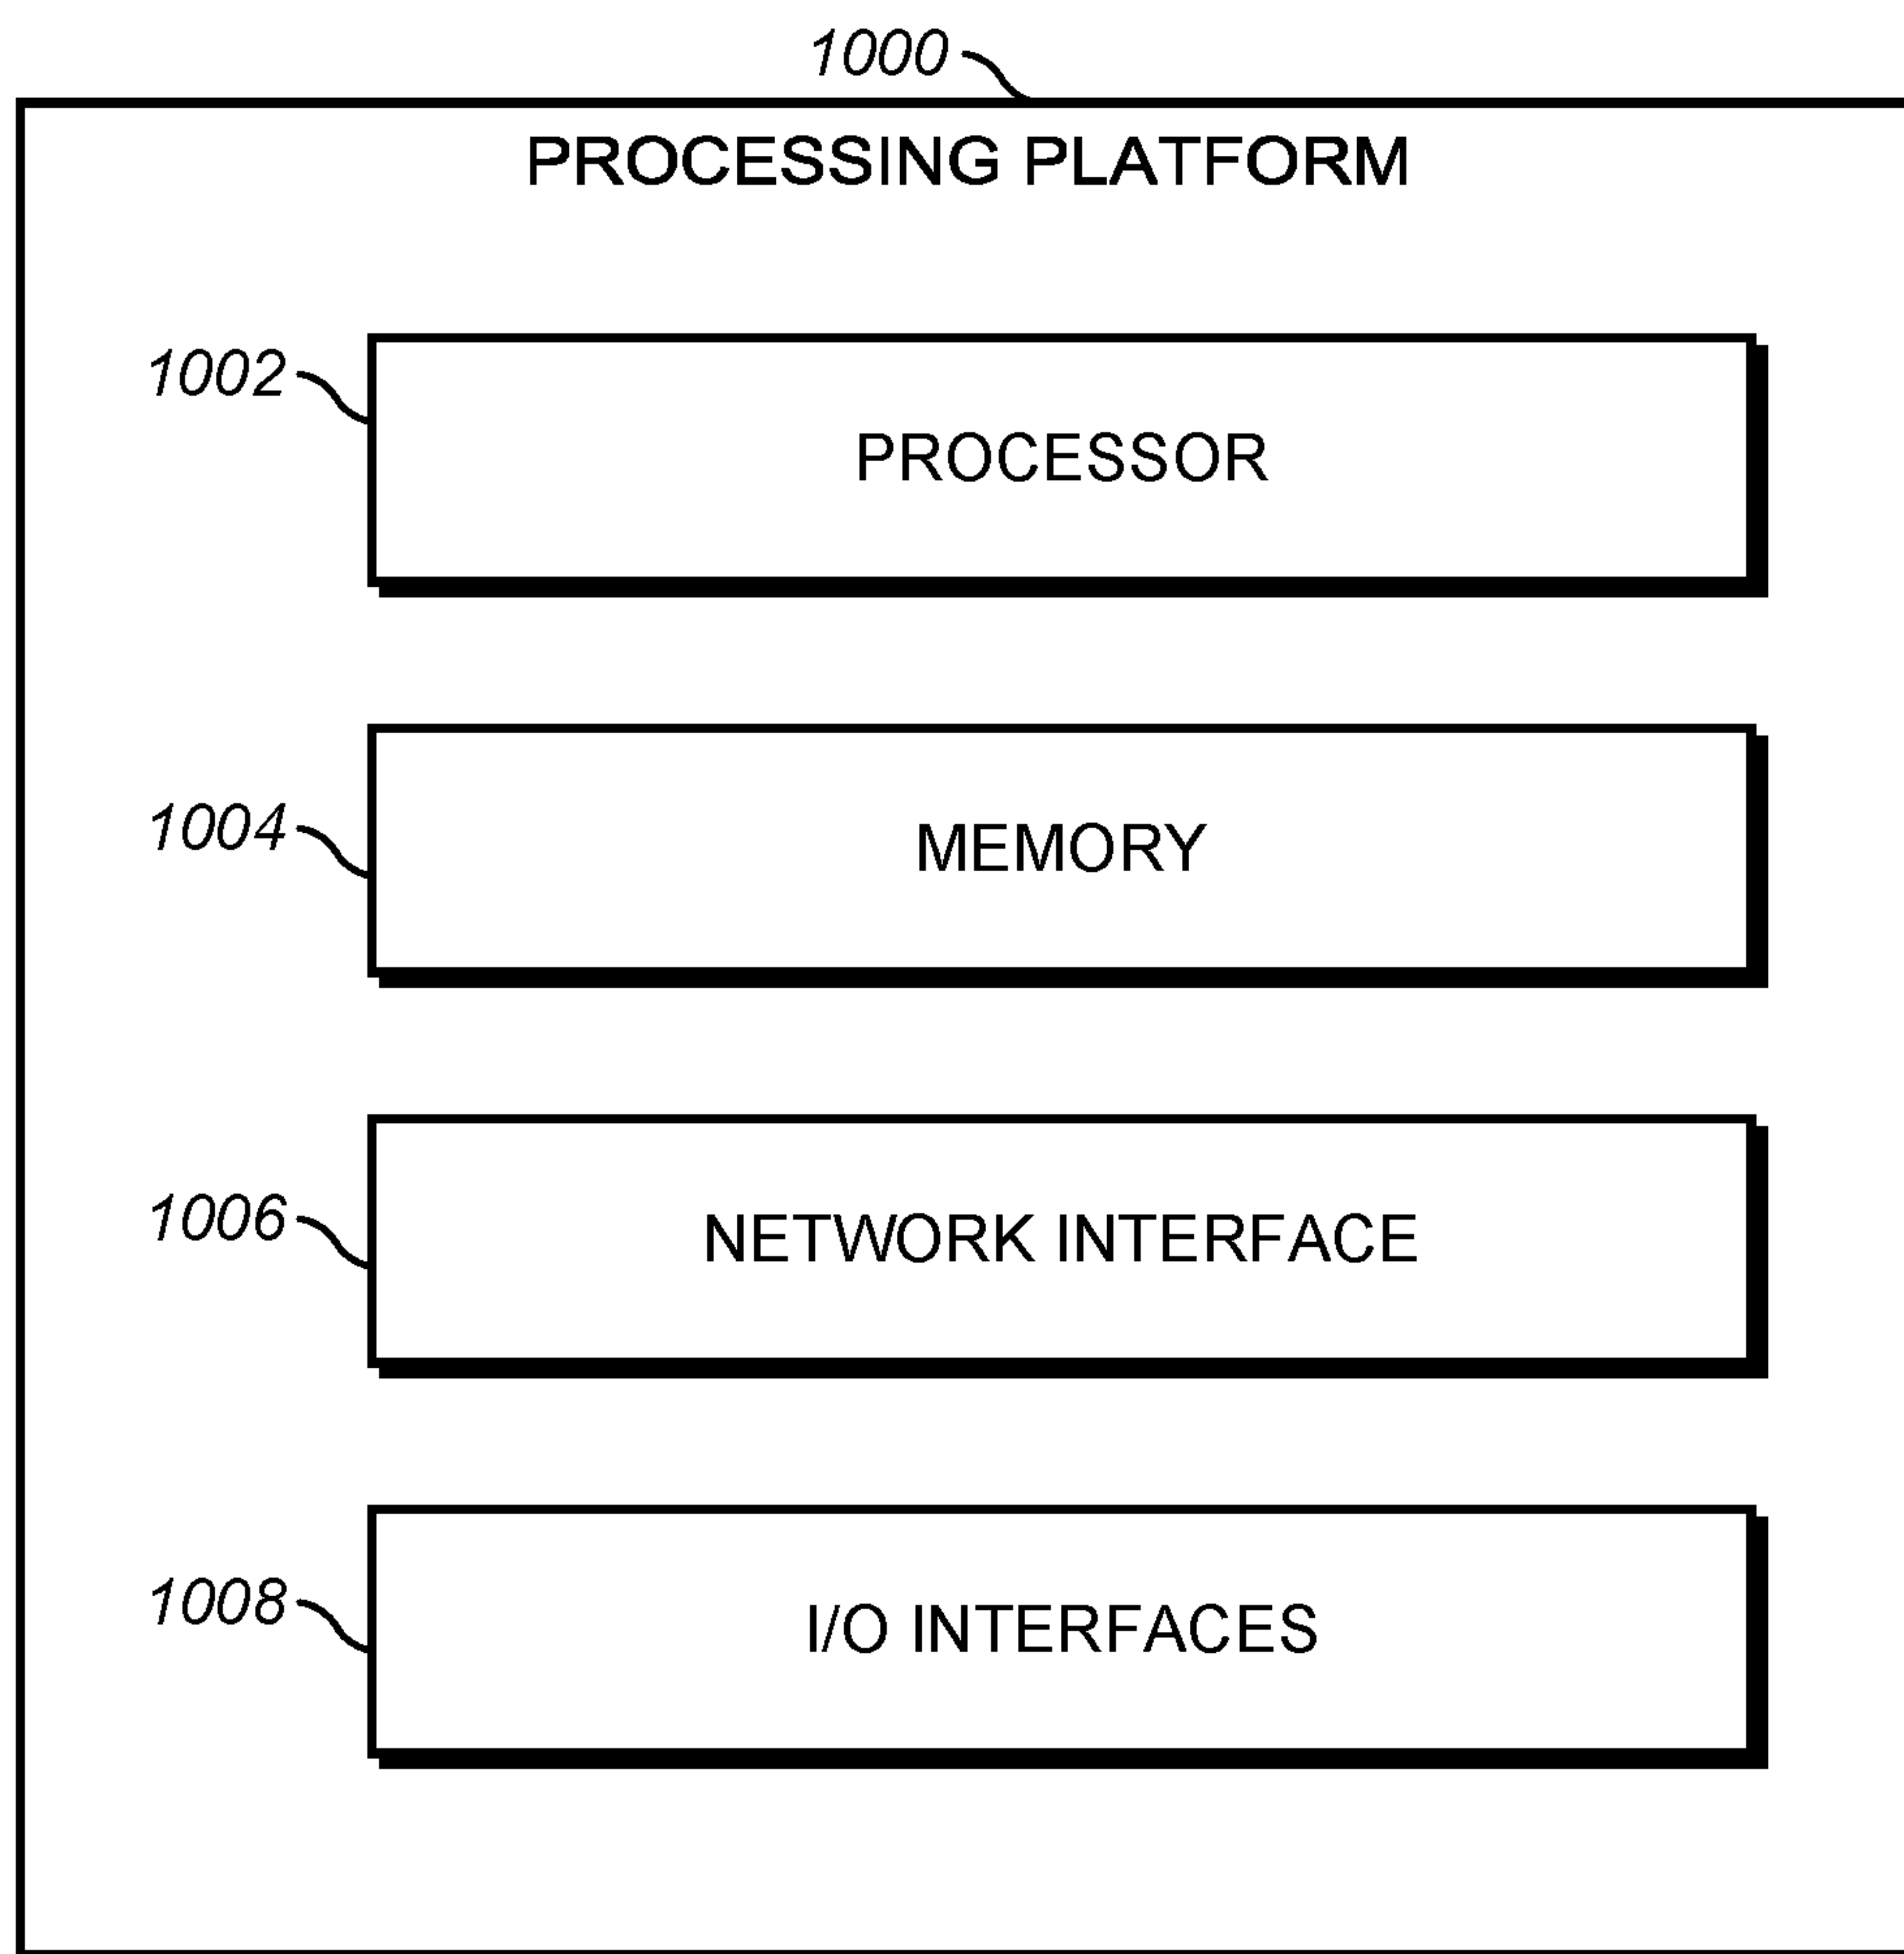 1000
PROCESSING PLATFORM
1002
PROCESSOR
1004
MEMORY
1006
NETWORK INTERFACE
1008
I/O INTERFACES